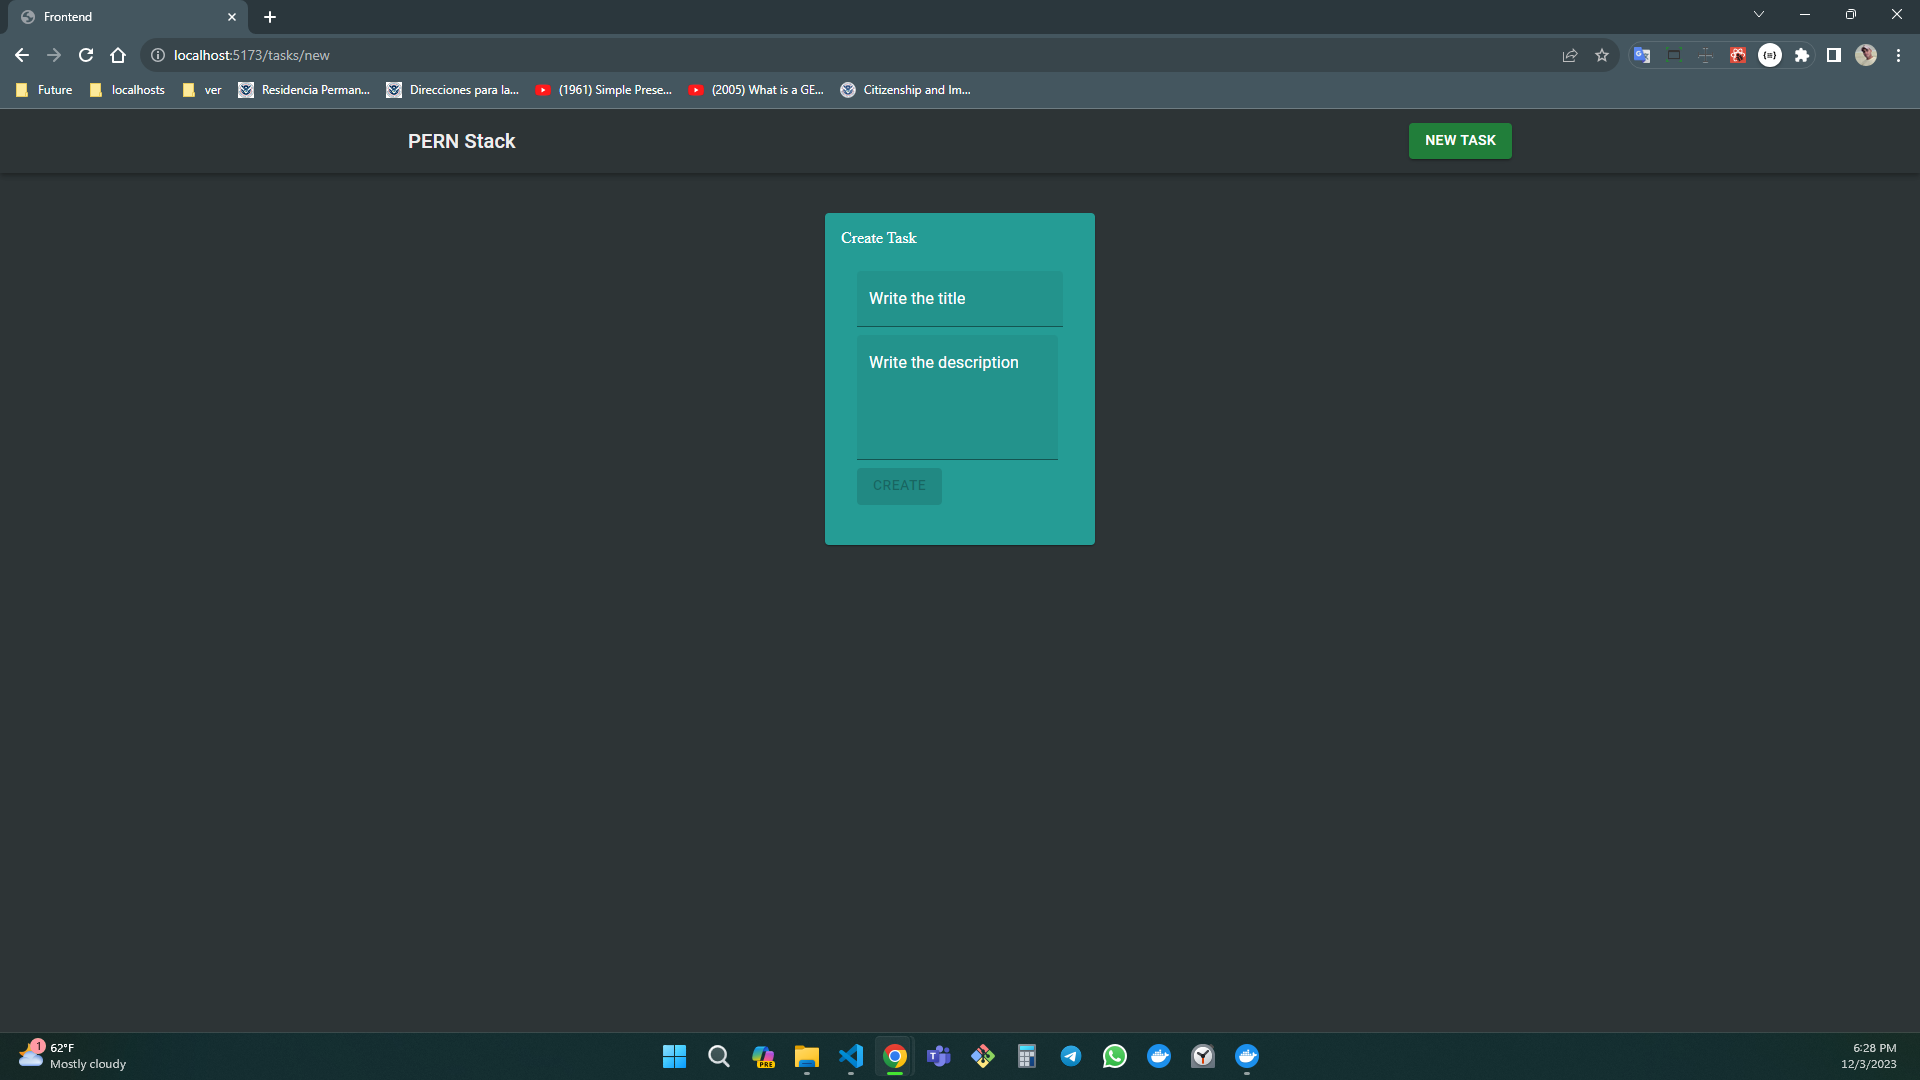 Frontend
localhost:5173/tasks/new
Future
localhosts
ver
Residencia Perman...
Direcciones para la...
(1961) Simple Prese...
(2005) What is a GE...
Citizenship and Im...
PERN Stack
NEW TASK
Create Task
Write the title
Write the description
CREATE
1
62°F
Mostly cloudy
PRE
6:28 PM
12/3/2023